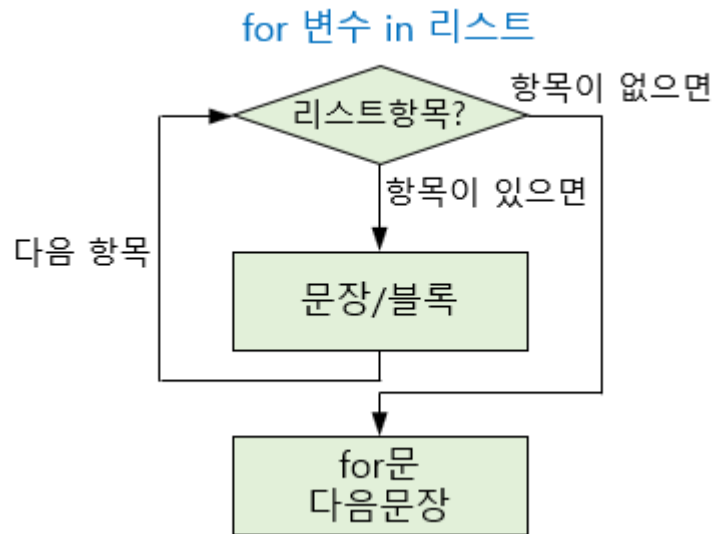 for 변수 in 리스트
리스트항목?
항목이 없으면
항목이 있으면
다음 항목
문장/블록
for문
다음문장